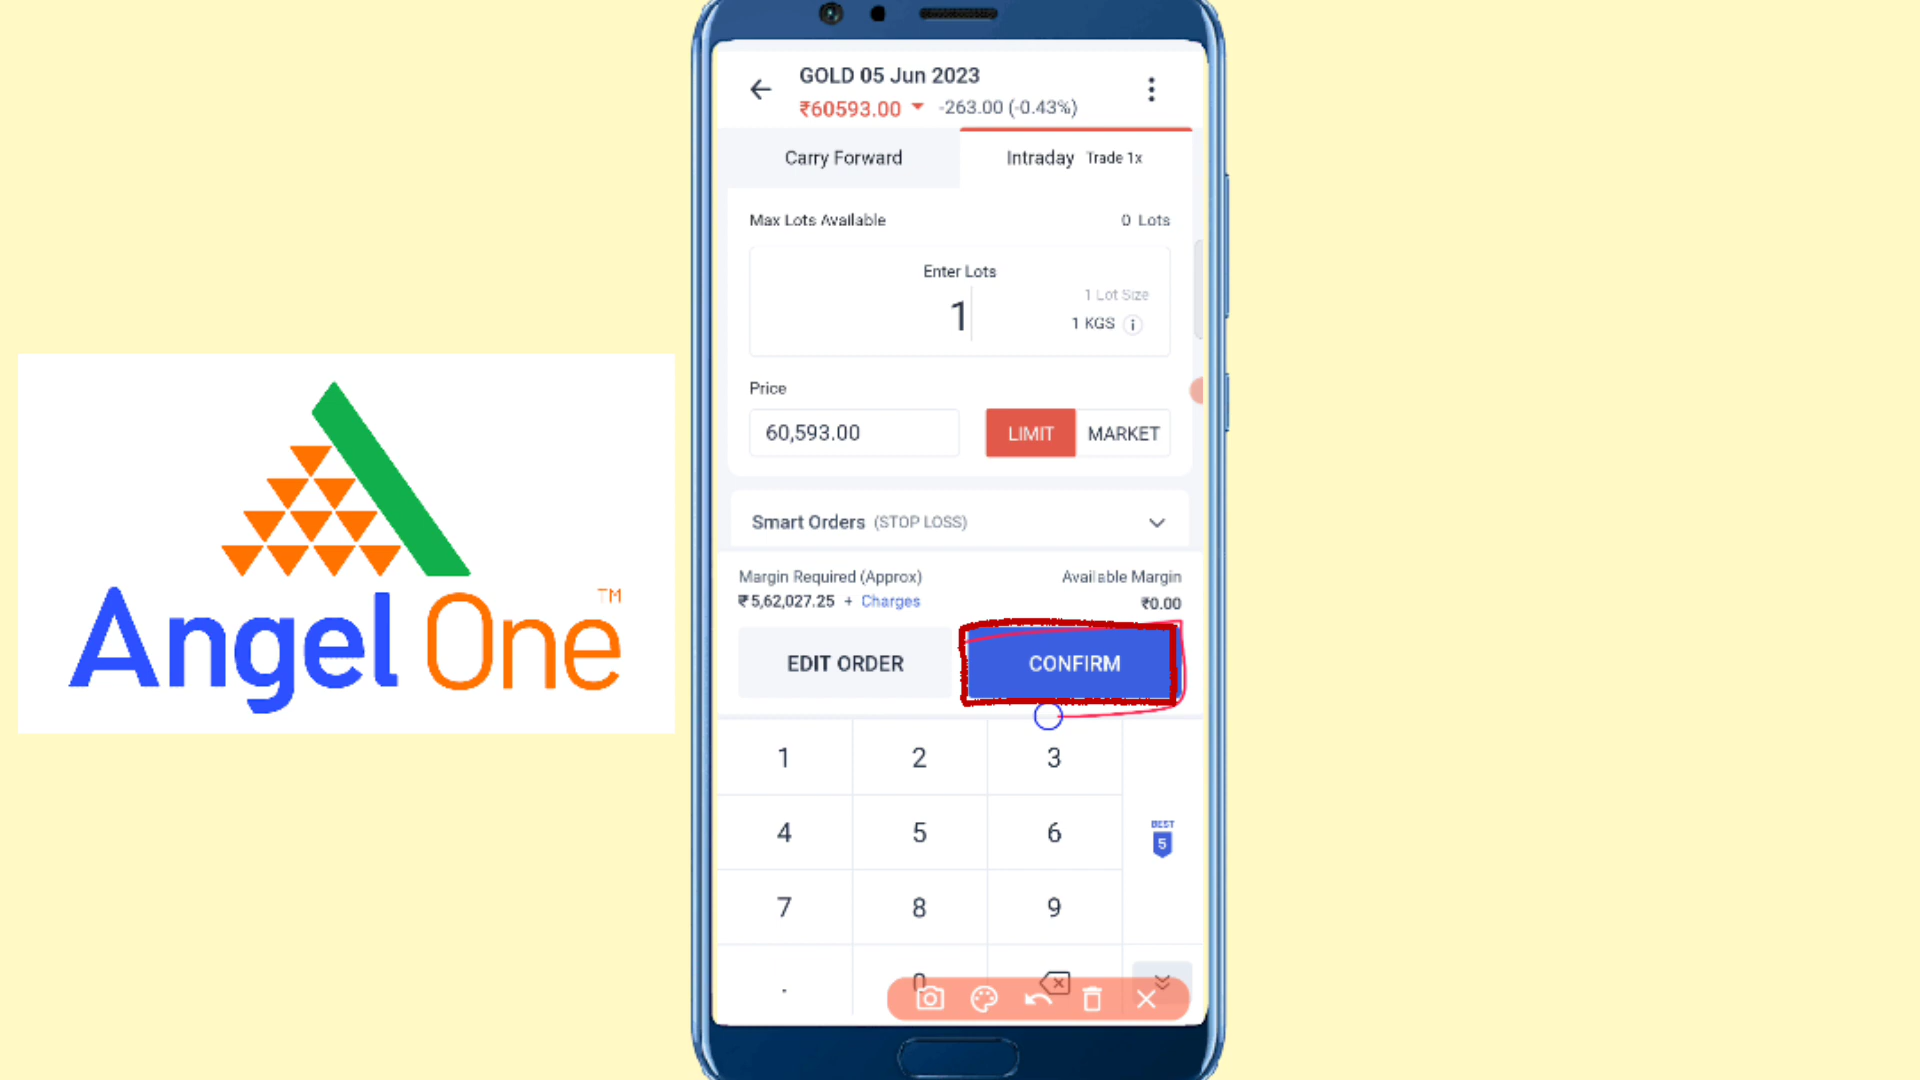 GOLD 05 Jun 2023
₹60593.00 -263.00 (-0.43%)
Carry Forward
Intraday Trade 1x
Max Lots Available
0 Lots
Enter Lots
1
1 Lot Size
1 KGS
Price
60,593.00
LIMIT
MARKET
Smart Orders (STOP LOSS)
Margin Required (Approx)
₹5,62,027.25 + Charges
Available Margin
₹0.00
EDIT ORDER
CONFIRM
1 2 3
4 5 6
BEST
5
7 8 9
. 0
Angel One ™